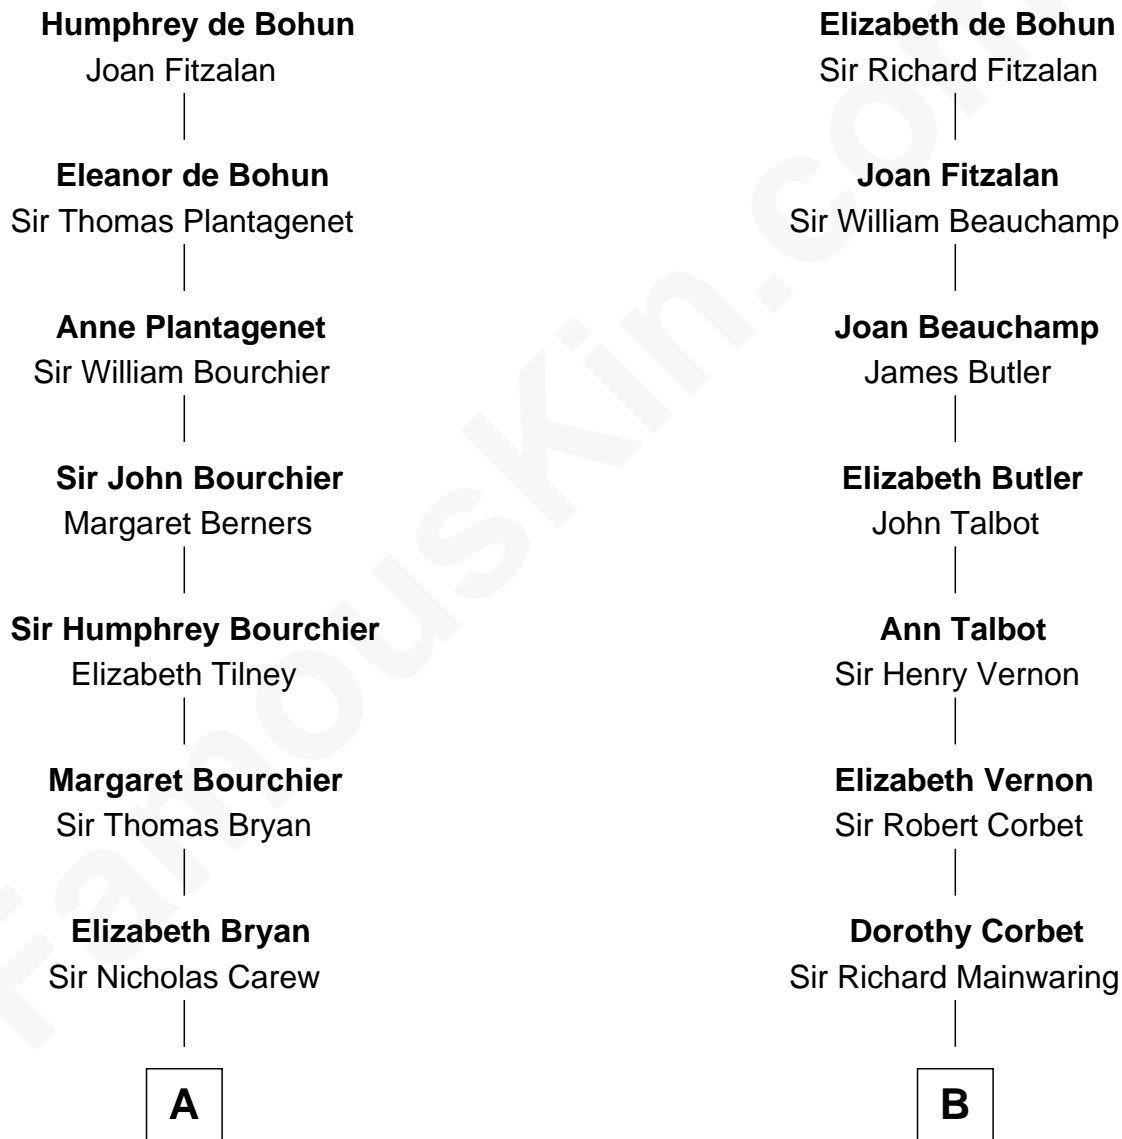 Humphrey de Bohun
Joan Fitzalan
Eleanor de Bohun
Sir Thomas Plantagenet
Anne Plantagenet
Sir William Bourchier
Sir John Bourchier
Margaret Berners
Sir Humphrey Bourchier
Elizabeth Tilney
Margaret Bourchier
Sir Thomas Bryan
Elizabeth Bryan
Sir Nicholas Carew
A
Elizabeth de Bohun
Sir Richard Fitzalan
Joan Fitzalan
Sir William Beauchamp
Joan Beauchamp
James Butler
Elizabeth Butler
John Talbot
Ann Talbot
Sir Henry Vernon
Elizabeth Vernon
Sir Robert Corbet
Dorothy Corbet
Sir Richard Mainwaring
B
FamousKin.com